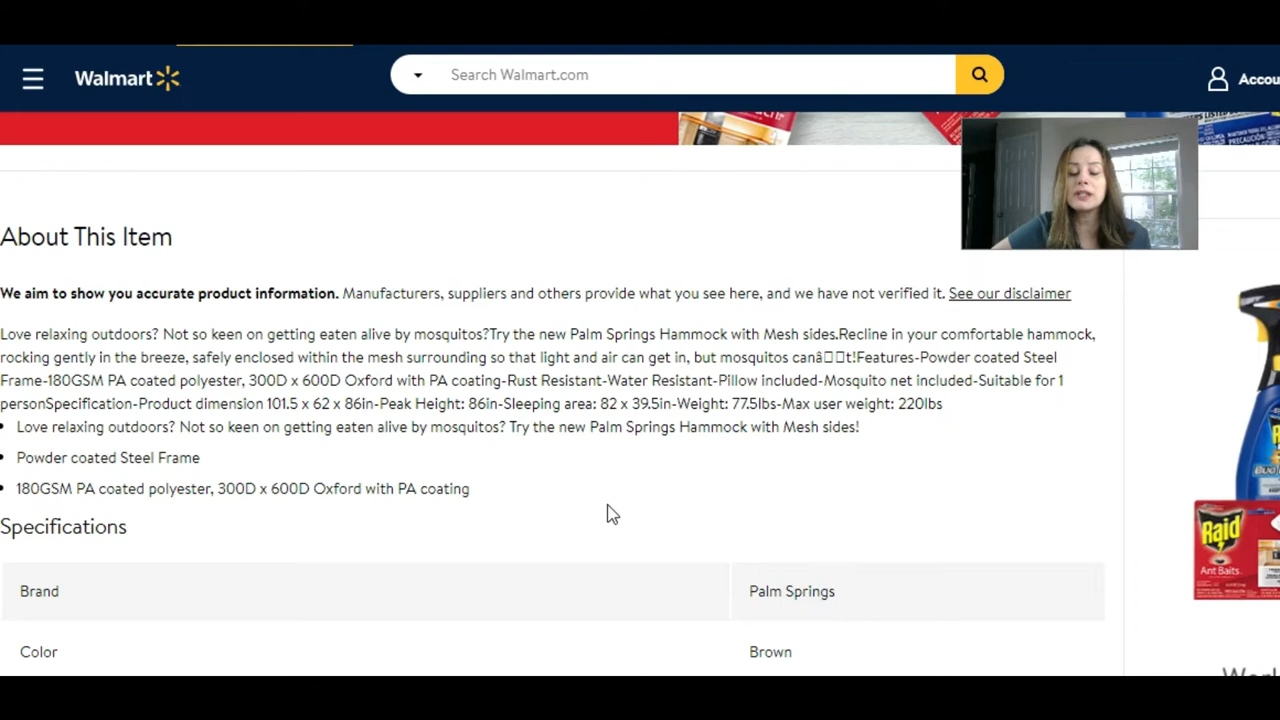 Walmart
Search Walmart.com
Accou
PRECAUCIÓN
About This Item
We aim to show you accurate product information. Manufacturers, suppliers and others provide what you see here, and we have not verified it. See our disclaimer
Love relaxing outdoors? Not so keen on getting eaten alive by mosquitos?Try the new Palm Springs Hammock with Mesh sides.Recline in your comfortable hammock,
rocking gently in the breeze, safely enclosed within the mesh surrounding so that light and air can get in, but mosquitos canâ▯▯t!Features-Powder coated Steel
Frame-180GSM PA coated polyester, 300D x 600D Oxford with PA coating-Rust Resistant-Water Resistant-Pillow included-Mosquito net included-Suitable for 1
personSpecification-Product dimension 101.5 x 62 x 86in-Peak Height: 86in-Sleeping area: 82 x 39.5in-Weight: 77.5lbs-Max user weight: 220lbs
Love relaxing outdoors? Not so keen on getting eaten alive by mosquitos? Try the new Palm Springs Hammock with Mesh sides!
Powder coated Steel Frame
180GSM PA coated polyester, 300D x 600D Oxford with PA coating
Specifications
Brand Palm Springs
Color Brown
Raid
Ant Baits